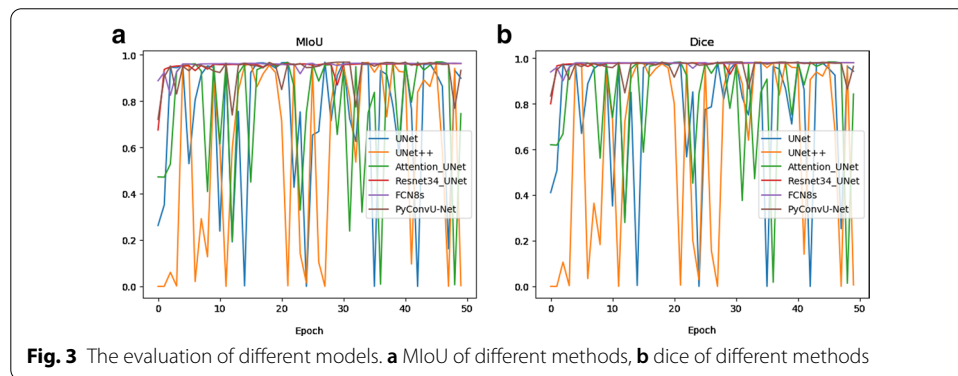 a
b
MIoU
Dice
1.0
0.8
0.6
0.4
0.2
0.0
0
10
20
30
40
50
Epoch
UNet
UNet++
Attention_UNet
Resnet34_UNet
FCN8s
PyConvU-Net
1.0
0.8
0.6
0.4
0.2
0.0
0
10
20
30
40
50
Epoch
UNet
UNet++
Attention_UNet
Resnet34_UNet
FCN8s
PyConvU-Net
Fig. 3 The evaluation of different models. a MIoU of different methods, b dice of different methods